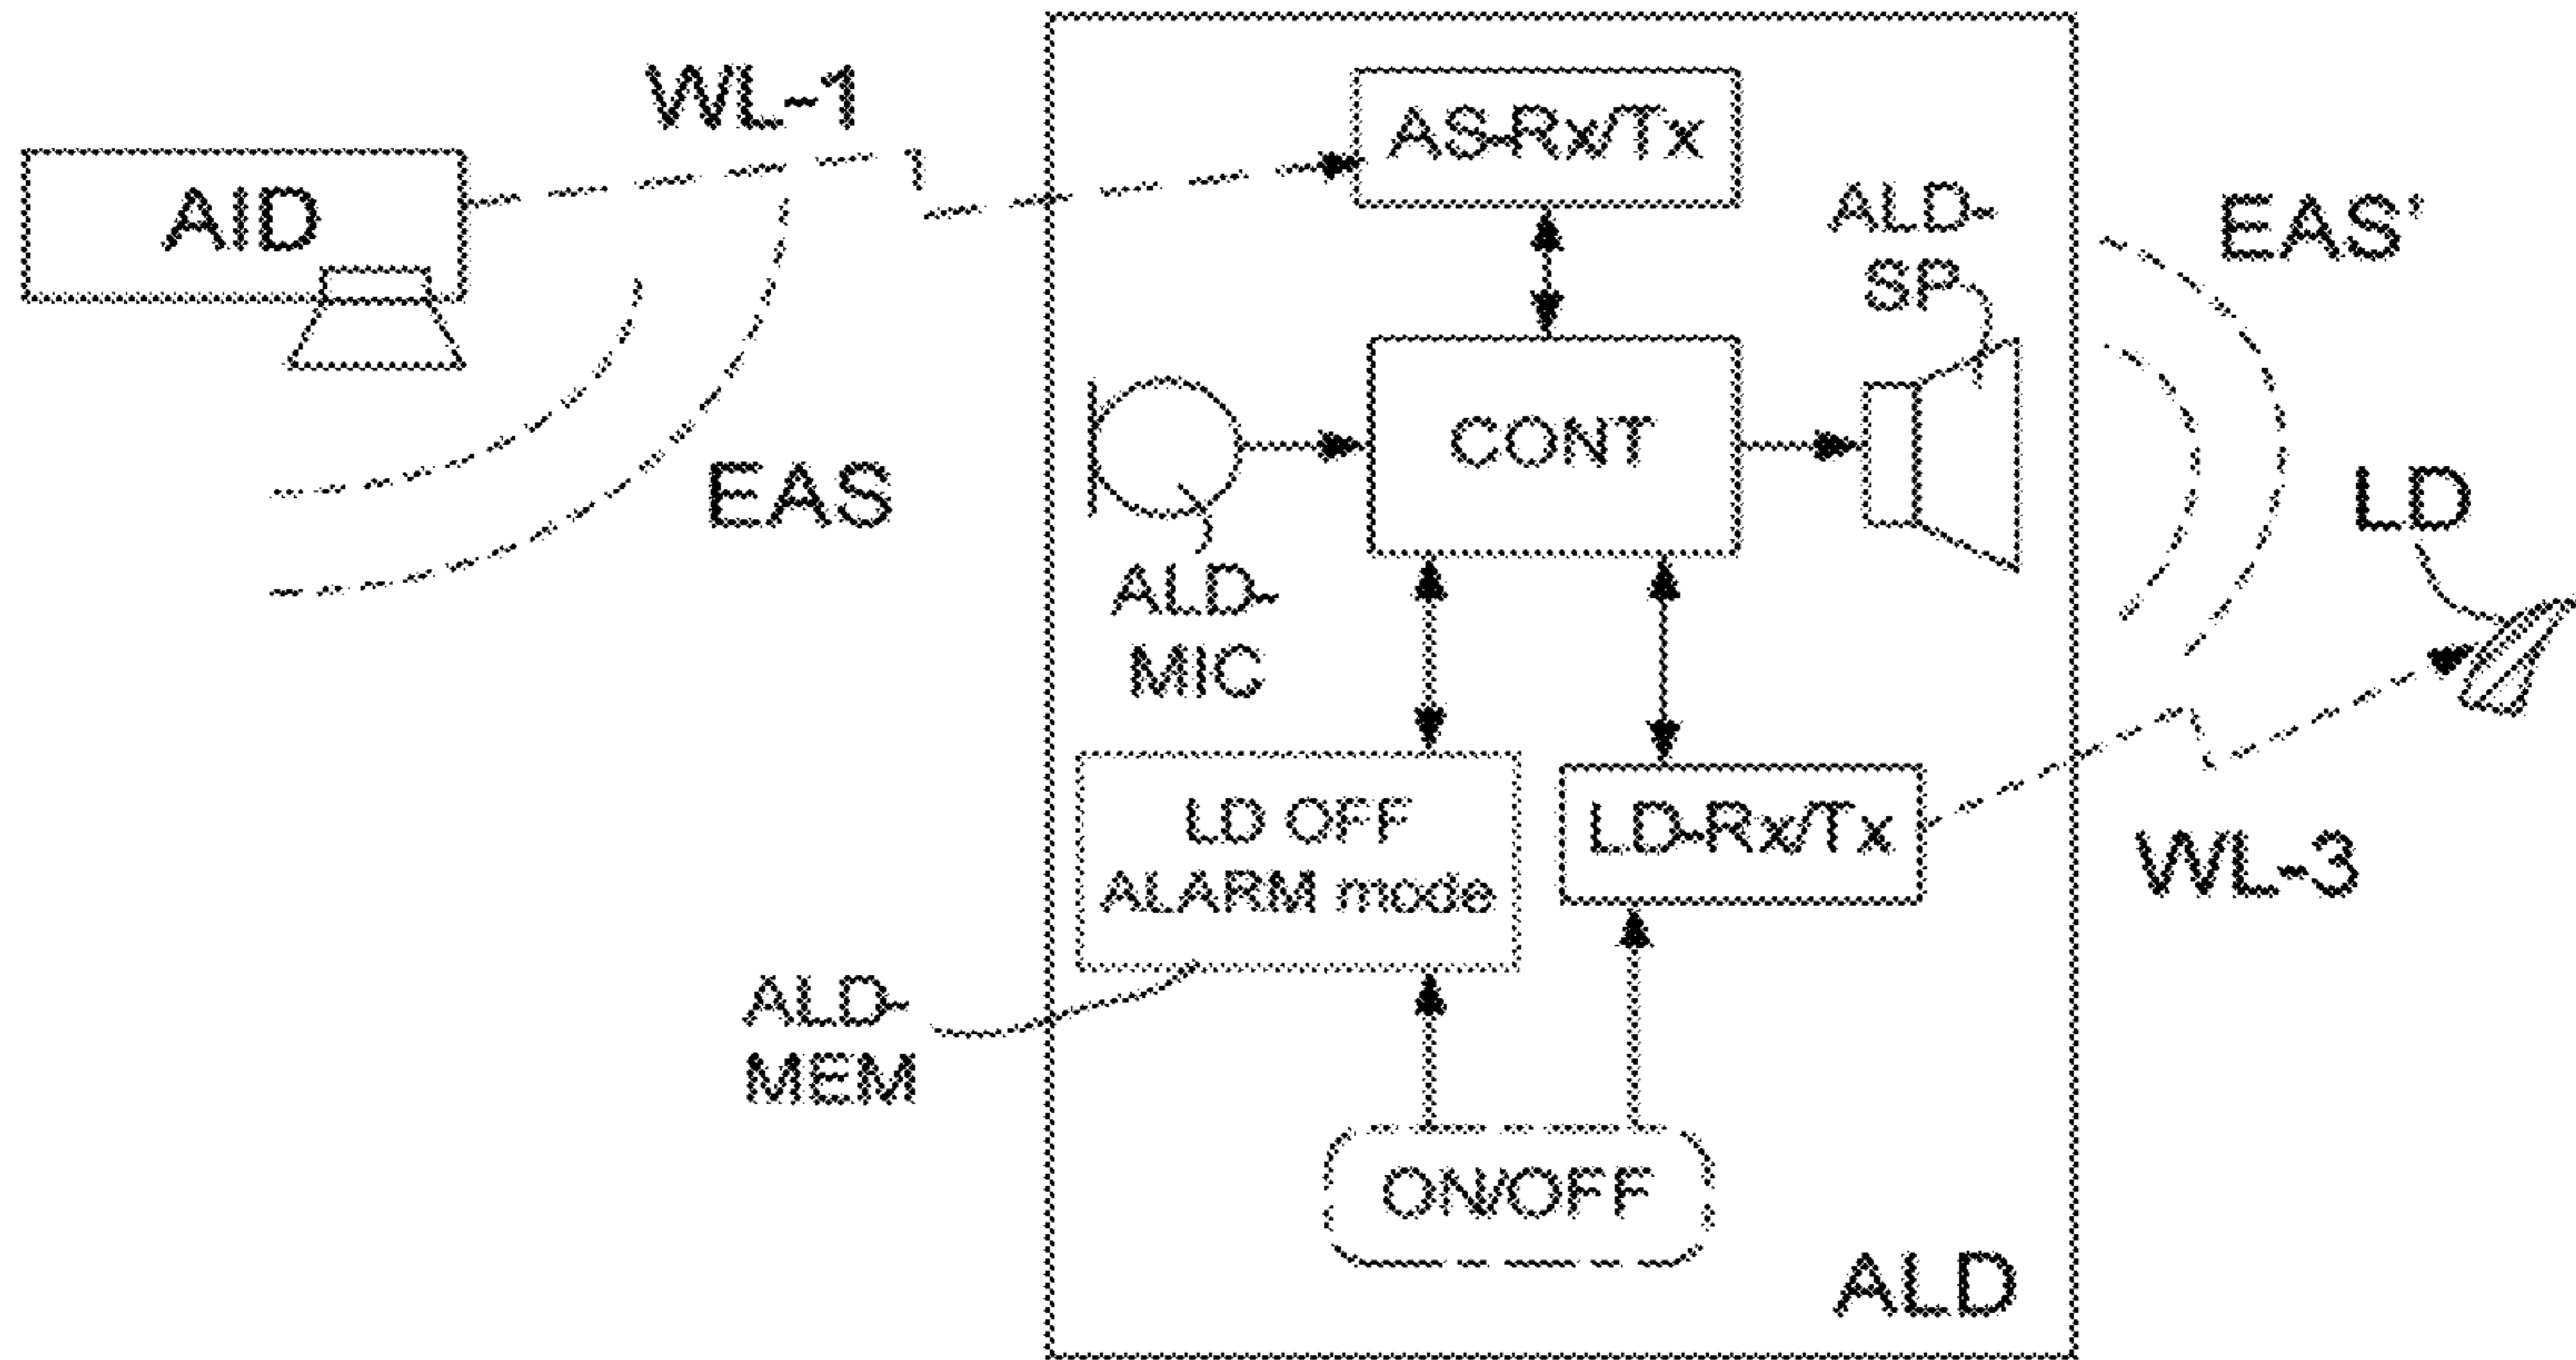 WL-1
AID
EAS
AS-Rx/Tx
ALD-
SP
EAS'
CONT
LD
ALD-
MIC
LD OFF
ALARM mode
LD-Rx/Tx
WL-3
ALD-
MEM
ON/OFF
ALD